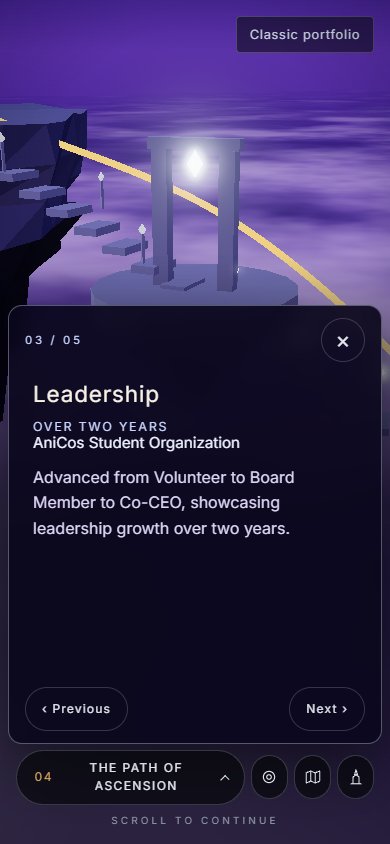 Classic portfolio
03 / 05
Leadership
OVER TWO YEARS
AniCos Student Organization
Advanced from Volunteer to Board
Member to Co-CEO, showcasing
leadership growth over two years.
‹ Previous
Next ›
04
THE PATH OF
ASCENSION
SCROLL TO CONTINUE